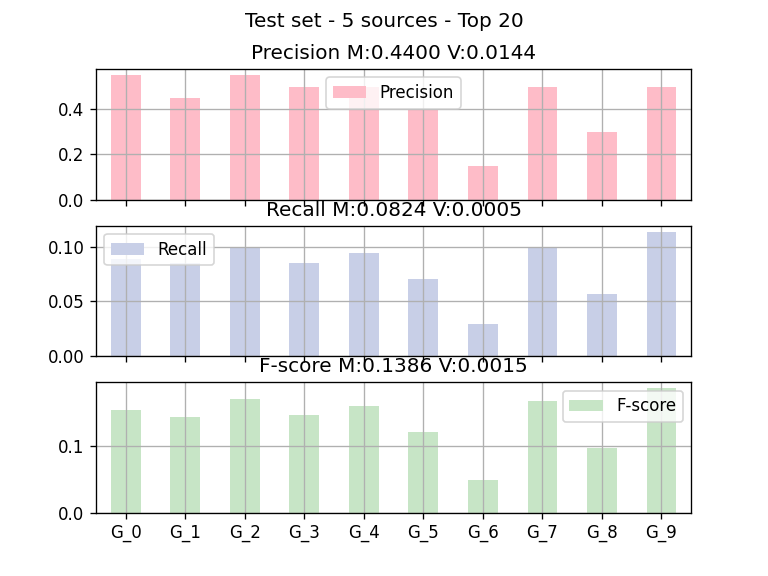 Test set - 5 sources - Top 20
Precision M:0.4400 V:0.0144
Precision
0.4
0.2
0.0
Recall M:0.0824 V:0.0005
Recall
0.10
0.05
0.00
F-score M:0.1386 V:0.0015
F-score
0.1
0.0
G_0 G_1 G_2 G_3 G_4 G_5 G_6 G_7 G_8 G_9